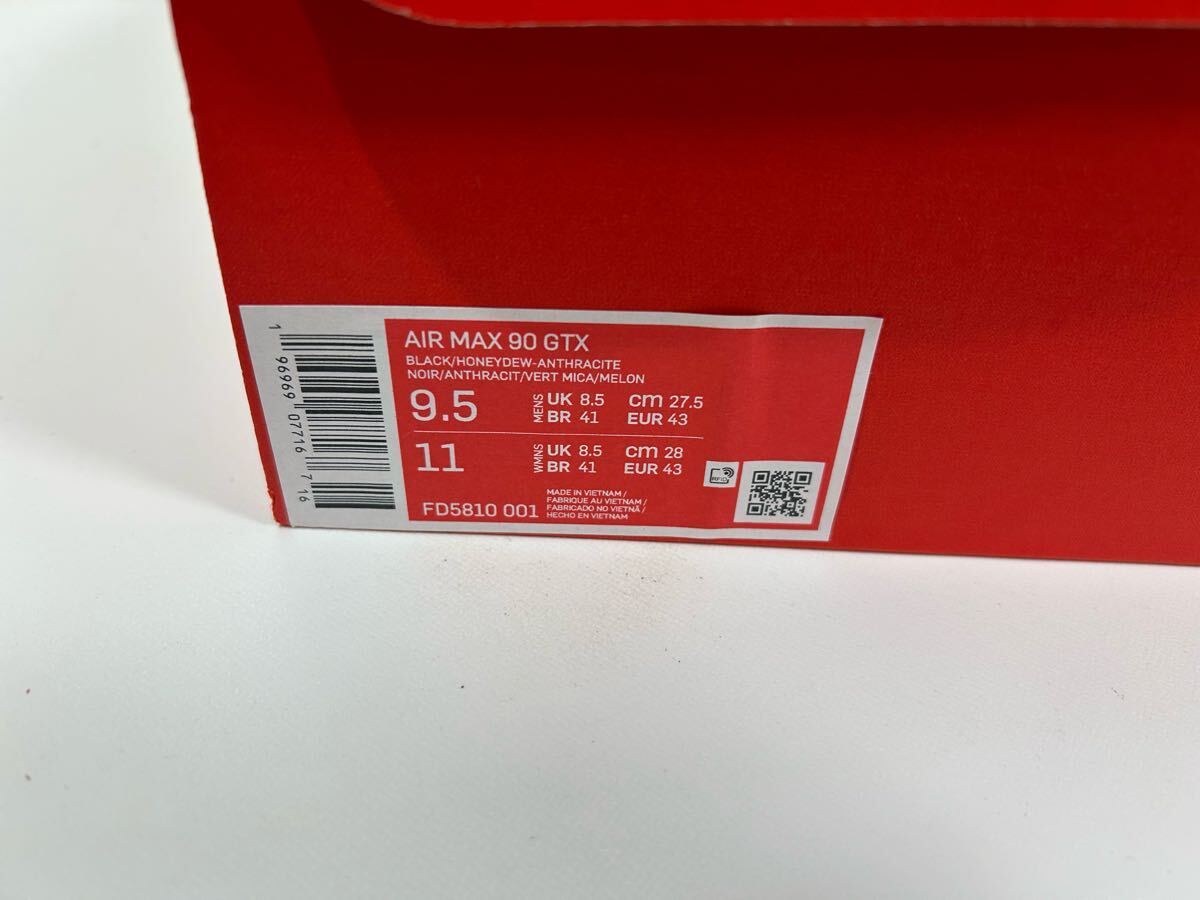 AIR MAX 90 GTX
BLACK/HONEYDEW-ANTHRACITE
NOIR/ANTHRACIT/VERT MICA/MELON
9.5 MENS UK 8.5 cm 27.5
BR 41 EUR 43
11 WMNS UK 8.5 cm 28
BR 41 EUR 43
FD5810 001
MADE IN VIETNAM /
FABRIQUE AU VIETNAM /
FABRICADO NO VIETNÃ /
HECHO EN VIETNAM
RFID
1 96969 07716 7 16